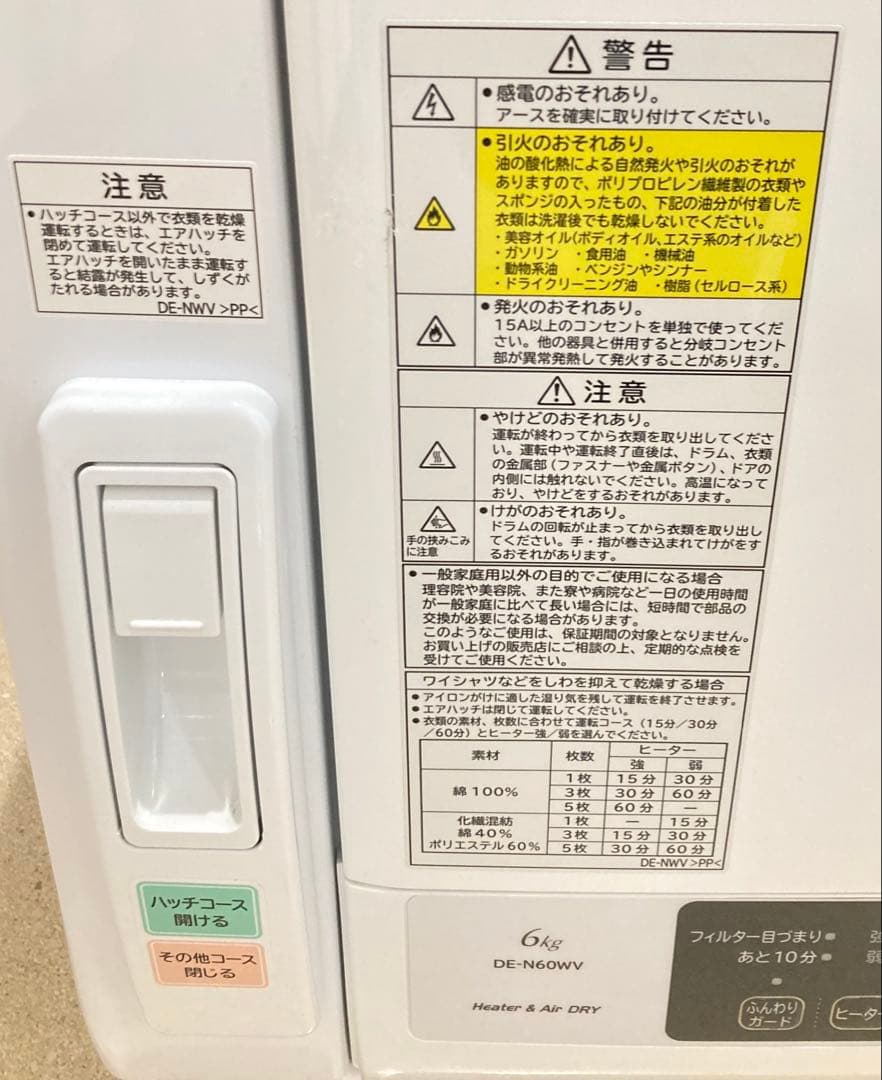 注意
●ハッチコース以外で衣類を乾燥
運転するときは、エアハッチを
閉めて運転してください。
エアハッチを開いたまま運転す
ると結露が発生して、しずくが
たれる場合があります。
DE-NWV >PP<
警告
●感電のおそれあり。
アースを確実に取り付けてください。
●引火のおそれあり。
油の酸化熱による自然発火や引火のおそれが
ありますので、ポリプロピレン繊維製の衣類や
スポンジの入ったもの、下記の油分が付着した
衣類は洗濯後でも乾燥しないでください。
・美容オイル(ボディオイル、エステ系のオイルなど)
・ガソリン ・食用油 ・機械油
・動物系油 ・ベンジンやシンナー
・ドライクリーニング油 ・樹脂(セルロース系)
●発火のおそれあり。
15A以上のコンセントを単独で使ってくだ
さい。他の器具と併用すると分岐コンセント
部が異常発熱して発火することがあります。
注意
●やけどのおそれあり。
運転が終わってから衣類を取り出してくださ
い。運転中や運転終了直後は、ドラム、衣類
の金属部(ファスナーや金属ボタン)、ドアの
内側には触れないでください。高温になって
おり、やけどをするおそれがあります。
手の挟みこみ
に注意
●けがのおそれあり。
ドラムの回転が止まってから衣類を取り出し
てください。手・指が巻き込まれてけがをす
るおそれがあります。
●一般家庭用以外の目的でご使用になる場合
理容院や美容院、また寮や病院など一日の使用時間
が一般家庭に比べて長い場合には、短時間で部品の
交換が必要になる場合があります。
このようなご使用は、保証期間の対象となりません。
お買い上げの販売店にご相談の上、定期的な点検を
受けてご使用ください。
ワイシャツなどをしわを抑えて乾燥する場合
●アイロンがけに適した湿り気を残して運転を終了させます。
●エアハッチは閉じて運転してください。
●衣類の素材、枚数に合わせて運転コース(15分/30分
/60分)とヒーター強/弱を選んでください。
素材 枚数 ヒーター
強 弱
綿100% 1枚 15分 30分
3枚 30分 60分
5枚 60分 —
化繊混紡
綿40%
ポリエステル60%
1枚 — 15分
3枚 15分 30分
5枚 30分 60分
DE-NWV >PP<
ハッチコース
開ける
その他コース
閉じる
6kg
DE-N60WV
Heater & Air DRY
フィルター目づまり 強
あと10分 弱
ふんわり
ガード
ヒータ